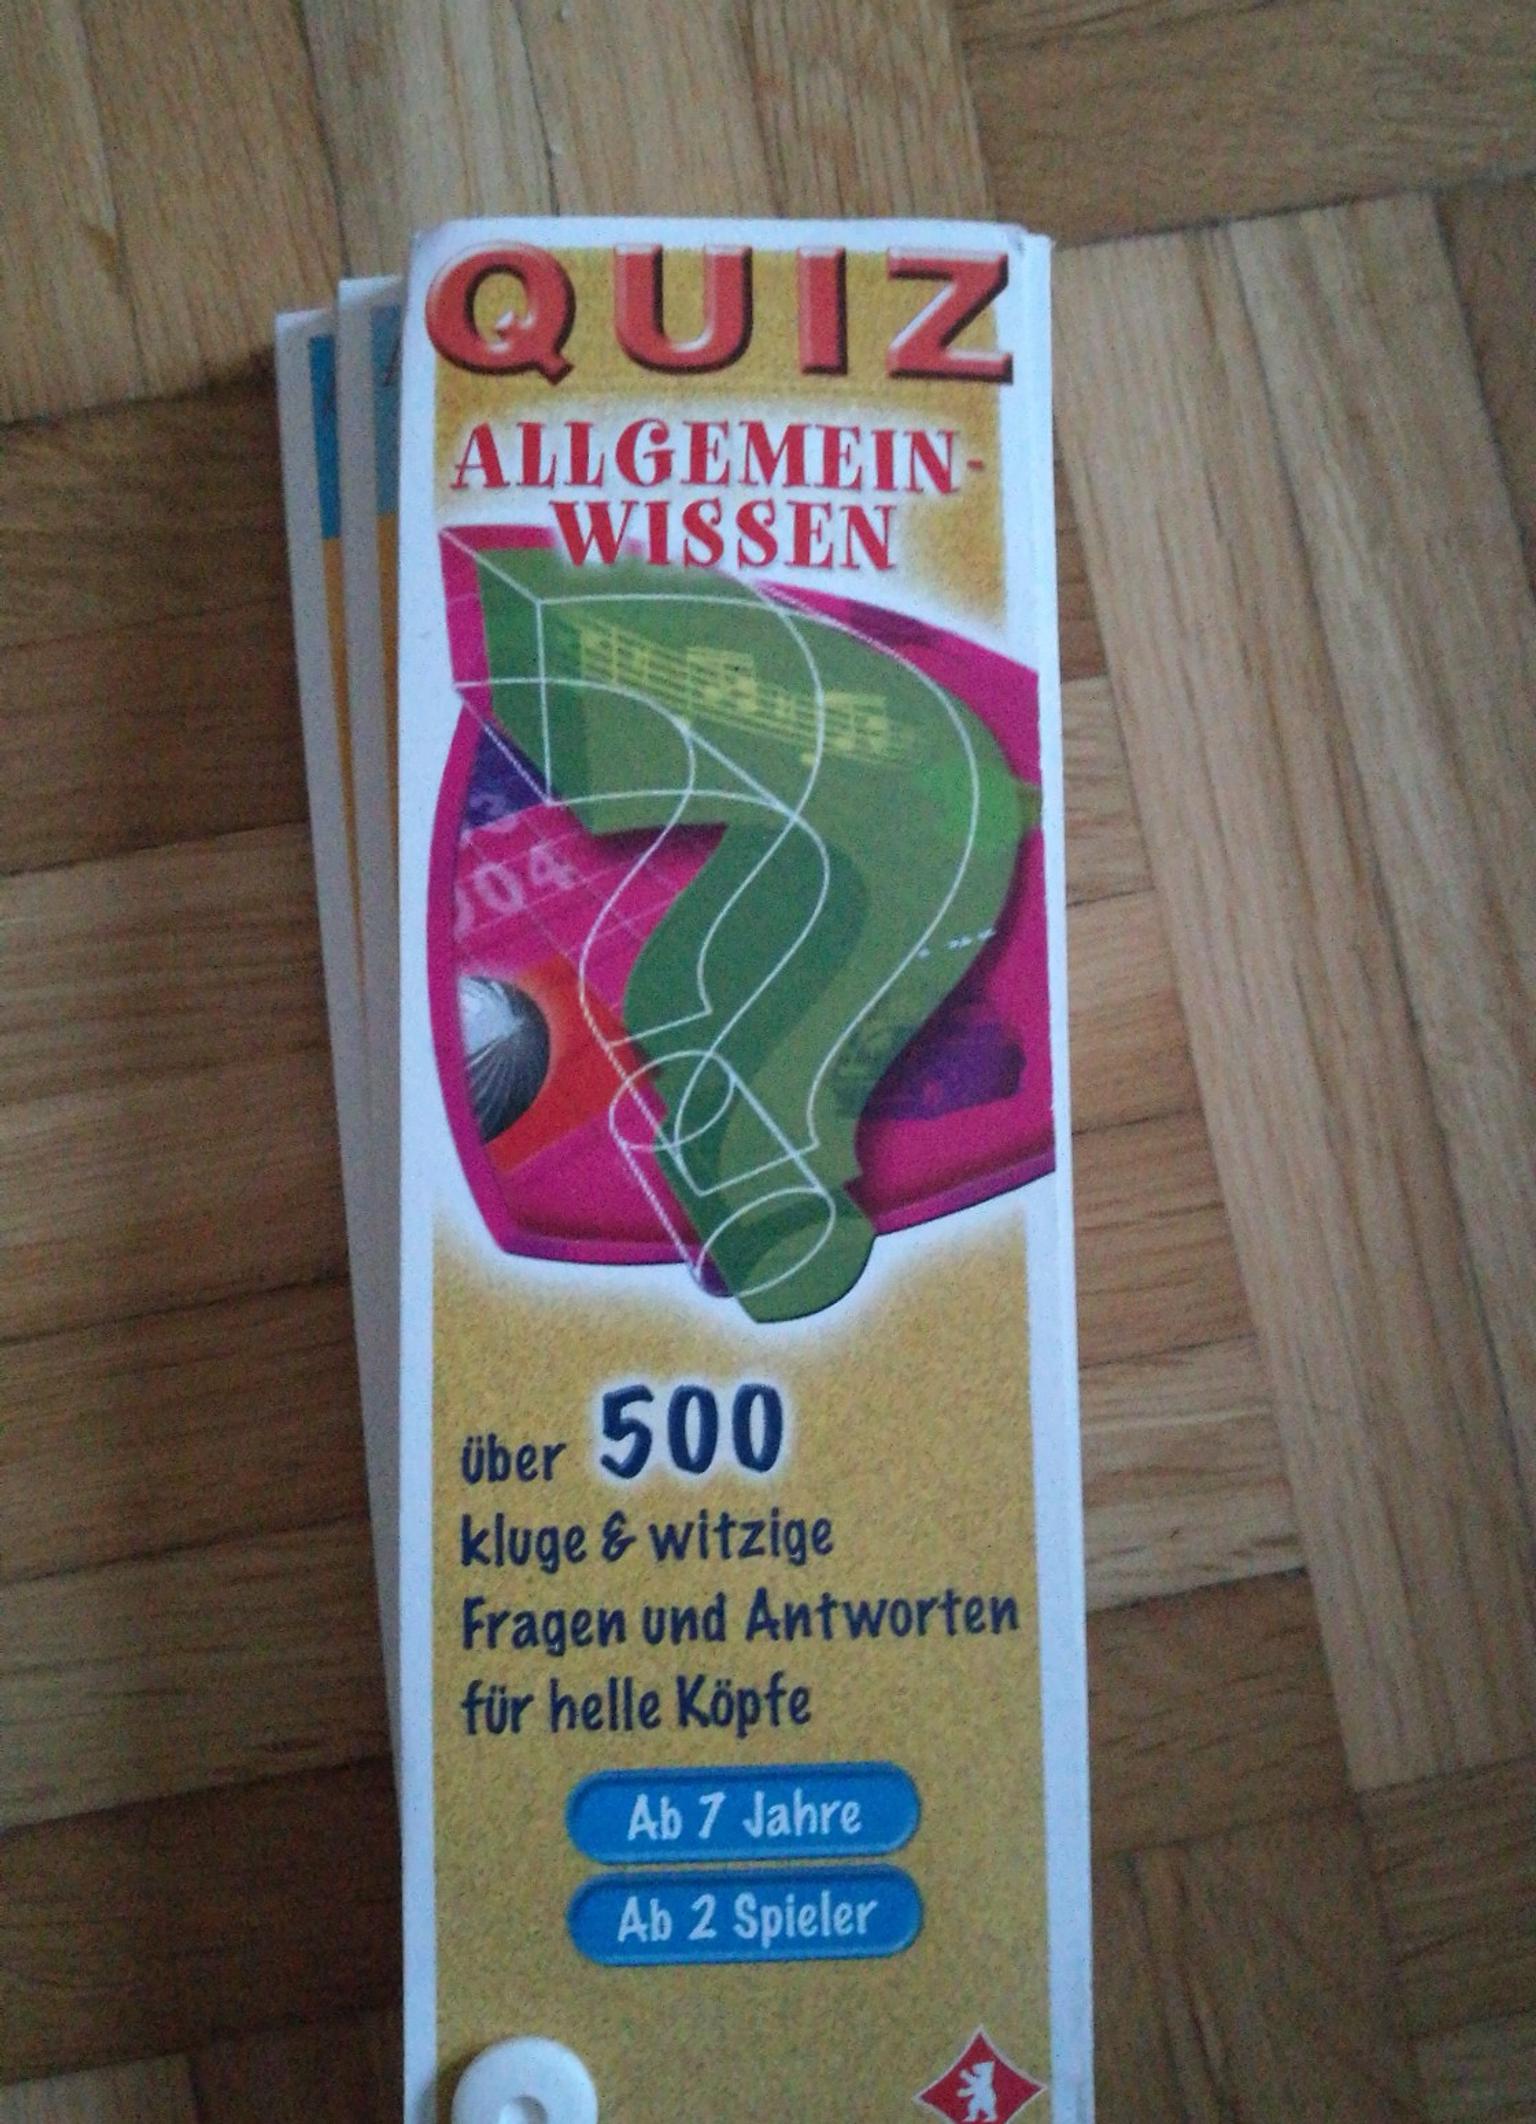 QUIZ
ALLGEMEIN-
WISSEN
über 500
kluge & witzige
Fragen und Antworten
für helle Köpfe
Ab 7 Jahre
Ab 2 Spieler